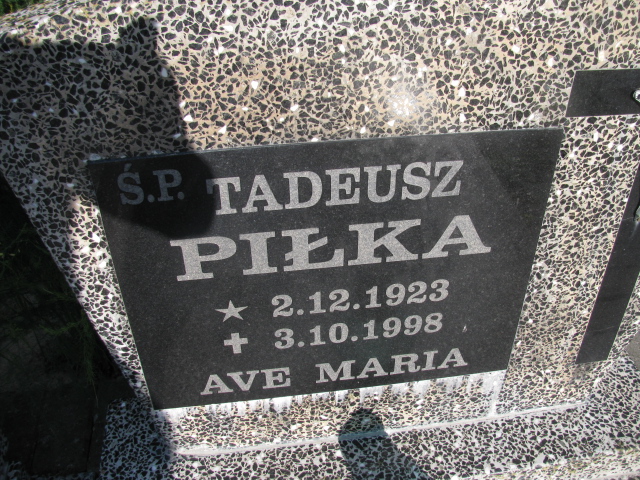 Ś.P. TADEUSZ
PIŁKA
★ 2.12.1923
✝ 3.10.1998
AVE MARIA